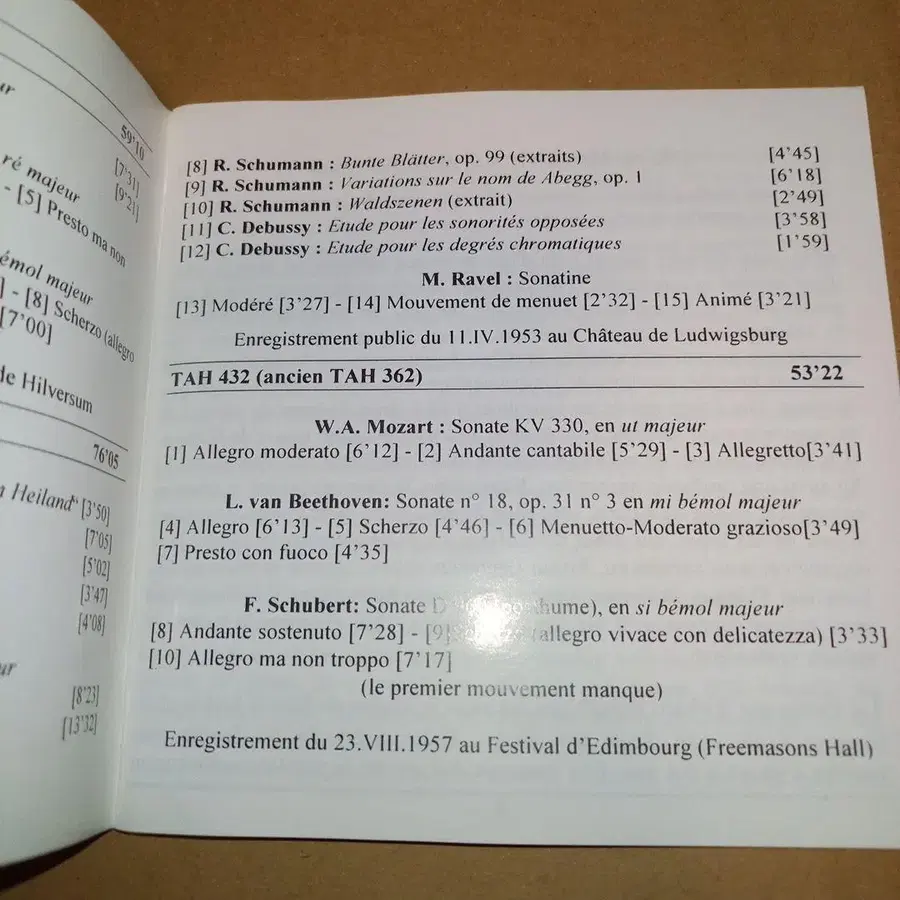 ur
59'10
[7'31]
[9'21]
ré majeur
- [5] Presto ma non
émol majeur
] - [8] Scherzo (allegro
[7'00]
de Hilversum
76'05
Heiland" [3'50]
[7'05]
[5'02]
[3'47]
[4'08]
ur
[8'23]
[13'32]
[8] R. Schumann : Bunte Blätter, op. 99 (extraits) [4'45]
[9] R. Schumann : Variations sur le nom de Abegg, op. 1 [6'18]
[10] R. Schumann : Waldszenen (extrait) [2'49]
[11] C. Debussy : Etude pour les sonorités opposées [3'58]
[12] C. Debussy : Etude pour les degrés chromatiques [1'59]
M. Ravel : Sonatine
[13] Modéré [3'27] - [14] Mouvement de menuet [2'32] - [15] Animé [3'21]
Enregistrement public du 11.IV.1953 au Château de Ludwigsburg
TAH 432 (ancien TAH 362) 53'22
W.A. Mozart : Sonate KV 330, en ut majeur
[1] Allegro moderato [6'12] - [2] Andante cantabile [5'29] - [3] Allegretto[3'41]
L. van Beethoven: Sonate n° 18, op. 31 n° 3 en mi bémol majeur
[4] Allegro [6'13] - [5] Scherzo [4'46] - [6] Menuetto-Moderato grazioso[3'49]
[7] Presto con fuoco [4'35]
F. Schubert: Sonate en si bémol majeur
[8] Andante sostenuto [7'28] - [9] (allegro vivace con delicatezza) [3'33]
[10] Allegro ma non troppo [7'17]
(le premier mouvement manque)
Enregistrement du 23.VIII.1957 au Festival d'Edimbourg (Freemasons Hall)